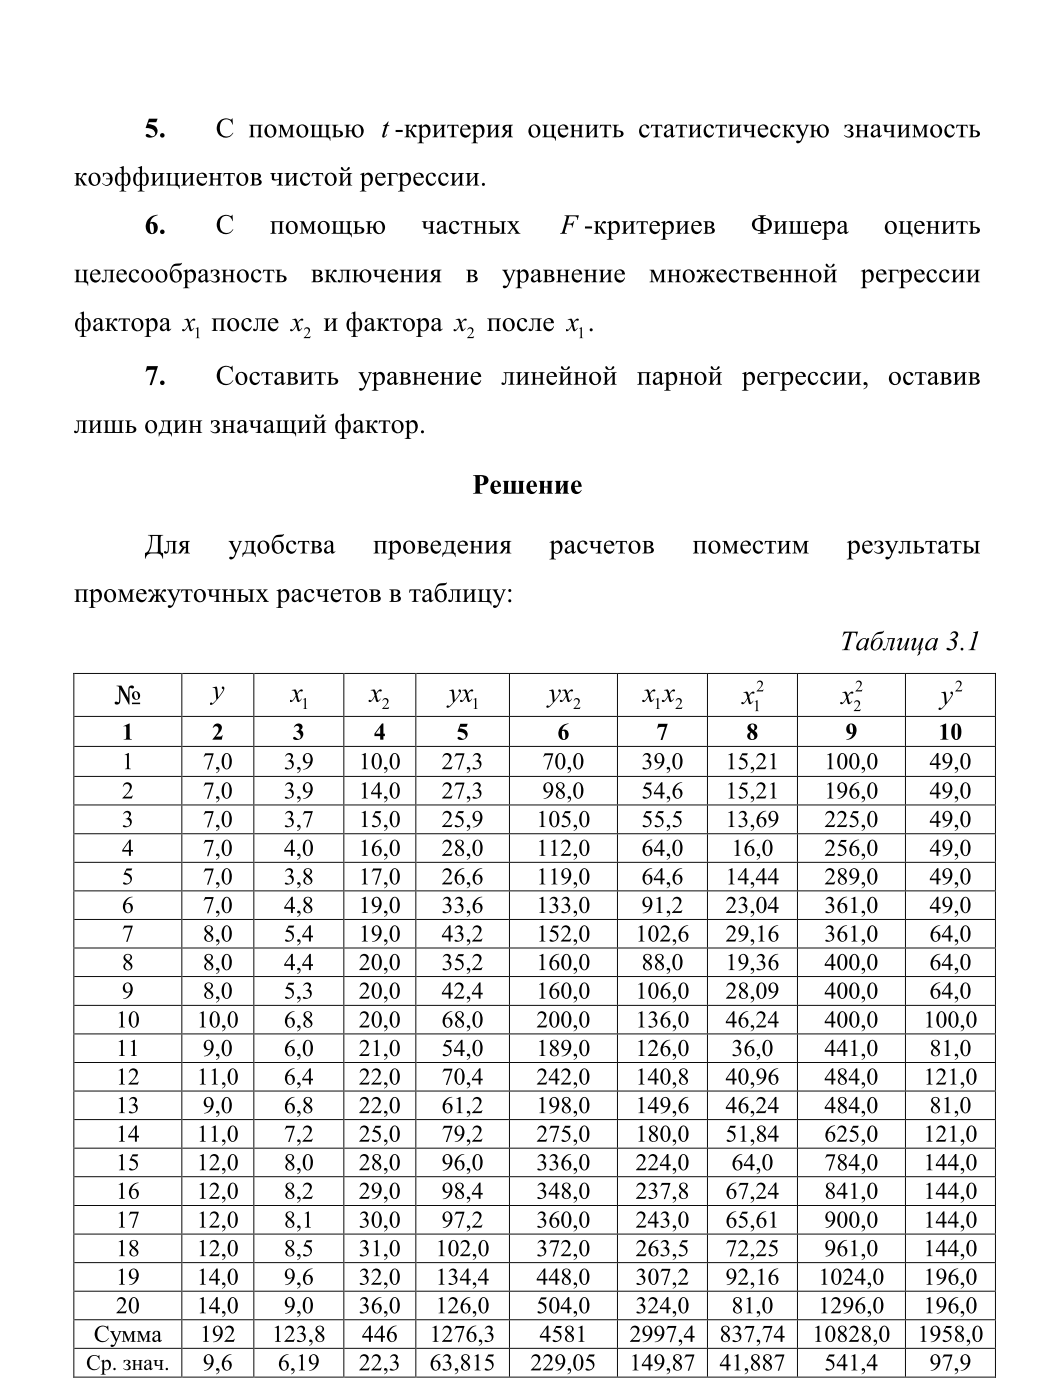 5. С помощью t -критерия оценить статистическую значимость
коэффициентов чистой регрессии.
6. С помощью частных F -критериев Фишера оценить
целесообразность включения в уравнение множественной регрессии
фактора x₁ после x₂ и фактора x₂ после x₁.
7. Составить уравнение линейной парной регрессии, оставив
лишь один значащий фактор.
Решение
Для удобства проведения расчетов поместим результаты
промежуточных расчетов в таблицу:
Таблица 3.1
№ y x₁ x₂ yx₁ yx₂ x₁x₂ x₁² x₂² y²
1 2 3 4 5 6 7 8 9 10
1 7,0 3,9 10,0 27,3 70,0 39,0 15,21 100,0 49,0
2 7,0 3,9 14,0 27,3 98,0 54,6 15,21 196,0 49,0
3 7,0 3,7 15,0 25,9 105,0 55,5 13,69 225,0 49,0
4 7,0 4,0 16,0 28,0 112,0 64,0 16,0 256,0 49,0
5 7,0 3,8 17,0 26,6 119,0 64,6 14,44 289,0 49,0
6 7,0 4,8 19,0 33,6 133,0 91,2 23,04 361,0 49,0
7 8,0 5,4 19,0 43,2 152,0 102,6 29,16 361,0 64,0
8 8,0 4,4 20,0 35,2 160,0 88,0 19,36 400,0 64,0
9 8,0 5,3 20,0 42,4 160,0 106,0 28,09 400,0 64,0
10 10,0 6,8 20,0 68,0 200,0 136,0 46,24 400,0 100,0
11 9,0 6,0 21,0 54,0 189,0 126,0 36,0 441,0 81,0
12 11,0 6,4 22,0 70,4 242,0 140,8 40,96 484,0 121,0
13 9,0 6,8 22,0 61,2 198,0 149,6 46,24 484,0 81,0
14 11,0 7,2 25,0 79,2 275,0 180,0 51,84 625,0 121,0
15 12,0 8,0 28,0 96,0 336,0 224,0 64,0 784,0 144,0
16 12,0 8,2 29,0 98,4 348,0 237,8 67,24 841,0 144,0
17 12,0 8,1 30,0 97,2 360,0 243,0 65,61 900,0 144,0
18 12,0 8,5 31,0 102,0 372,0 263,5 72,25 961,0 144,0
19 14,0 9,6 32,0 134,4 448,0 307,2 92,16 1024,0 196,0
20 14,0 9,0 36,0 126,0 504,0 324,0 81,0 1296,0 196,0
Сумма 192 123,8 446 1276,3 4581 2997,4 837,74 10828,0 1958,0
Ср. знач. 9,6 6,19 22,3 63,815 229,05 149,87 41,887 541,4 97,9